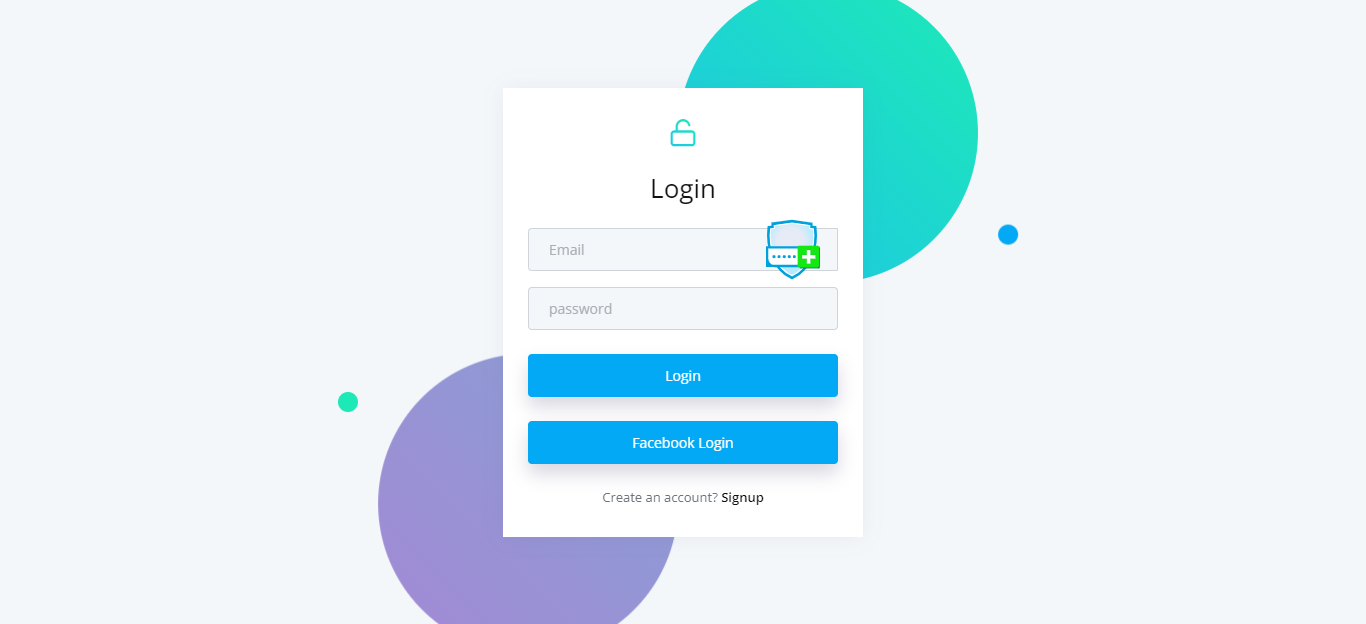 Login
Email
password
Login
Facebook Login
Create an account? Signup